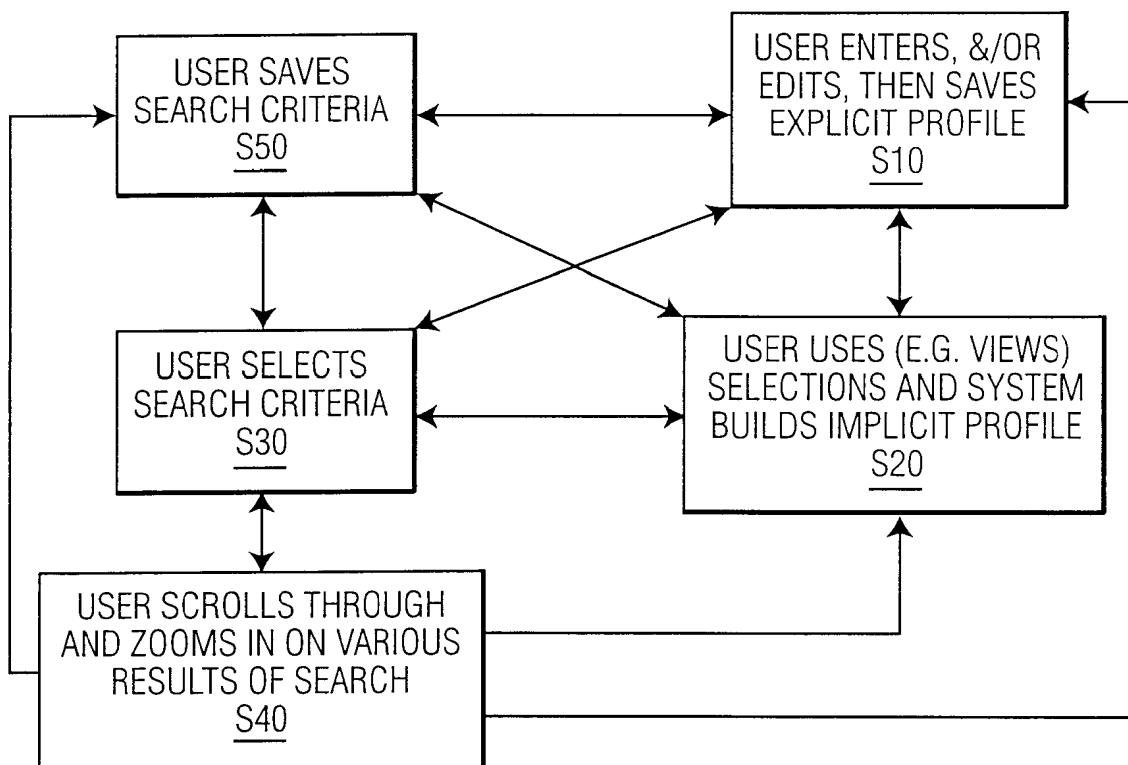 USER SAVES
SEARCH CRITERIA
S50
USER ENTERS, &/OR
EDITS, THEN SAVES
EXPLICIT PROFILE
S10
USER SELECTS
SEARCH CRITERIA
S30
USER USES (E.G. VIEWS)
SELECTIONS AND SYSTEM
BUILDS IMPLICIT PROFILE
S20
USER SCROLLS THROUGH
AND ZOOMS IN ON VARIOUS
RESULTS OF SEARCH
S40